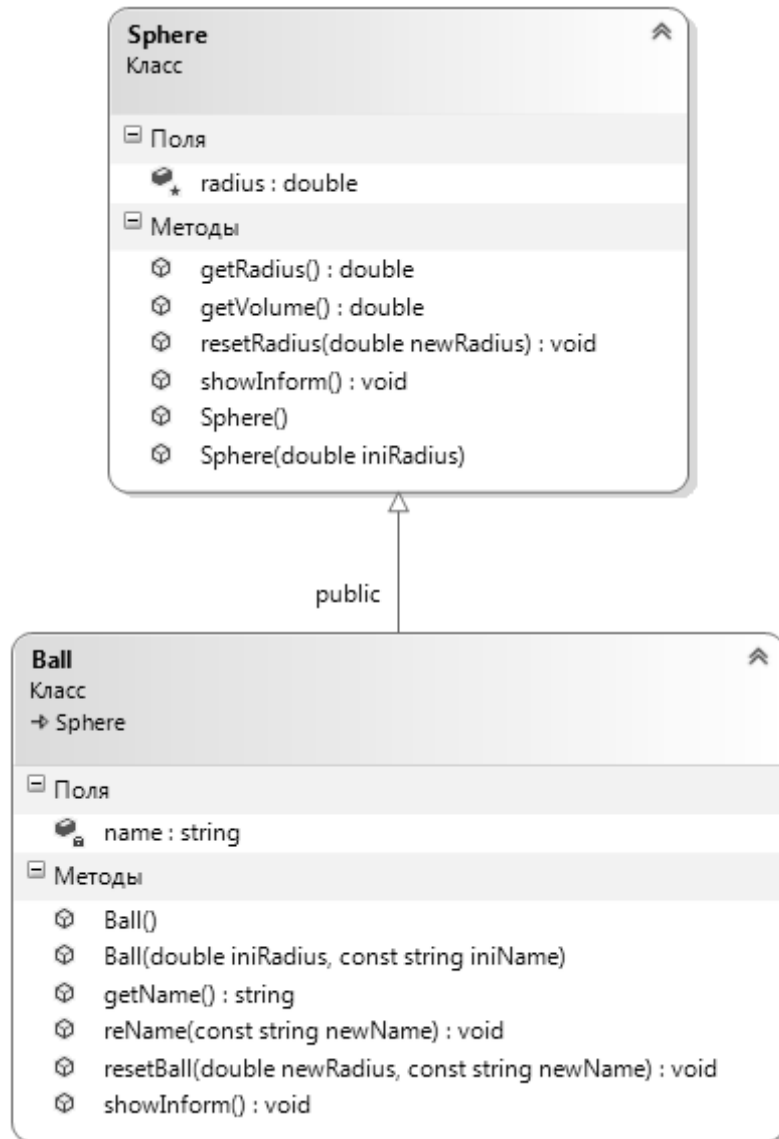 Sphere
Класс
Поля
radius : double
Методы
getRadius() : double
getVolume() : double
resetRadius(double newRadius) : void
showInform() : void
Sphere()
Sphere(double iniRadius)
public
Ball
Класс
Sphere
Поля
name : string
Методы
Ball()
Ball(double iniRadius, const string iniName)
getName() : string
reName(const string newName) : void
resetBall(double newRadius, const string newName) : void
showInform() : void